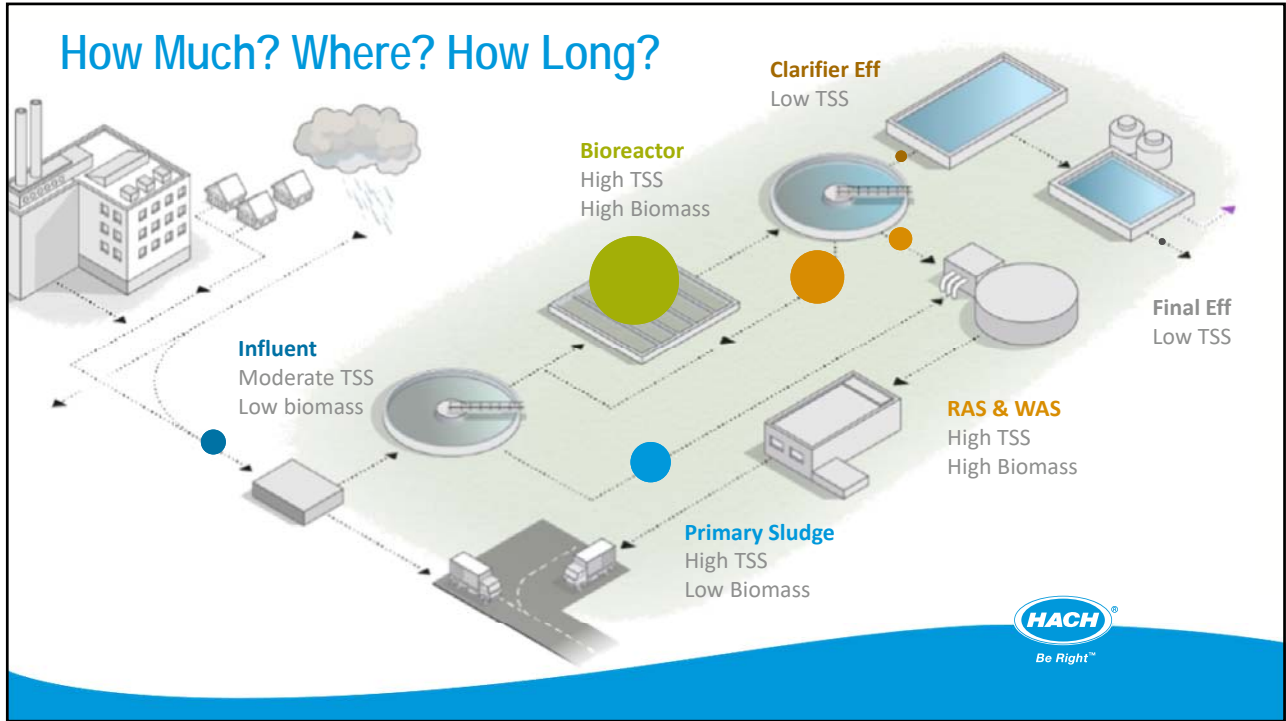 How Much? Where? How Long?
Clarifier Eff
Low TSS
Bioreactor
High TSS
High Biomass
Influent
Moderate TSS
Low biomass
Final Eff
Low TSS
RAS & WAS
High TSS
High Biomass
Primary Sludge
High TSS
Low Biomass
HACH®
Be Right™